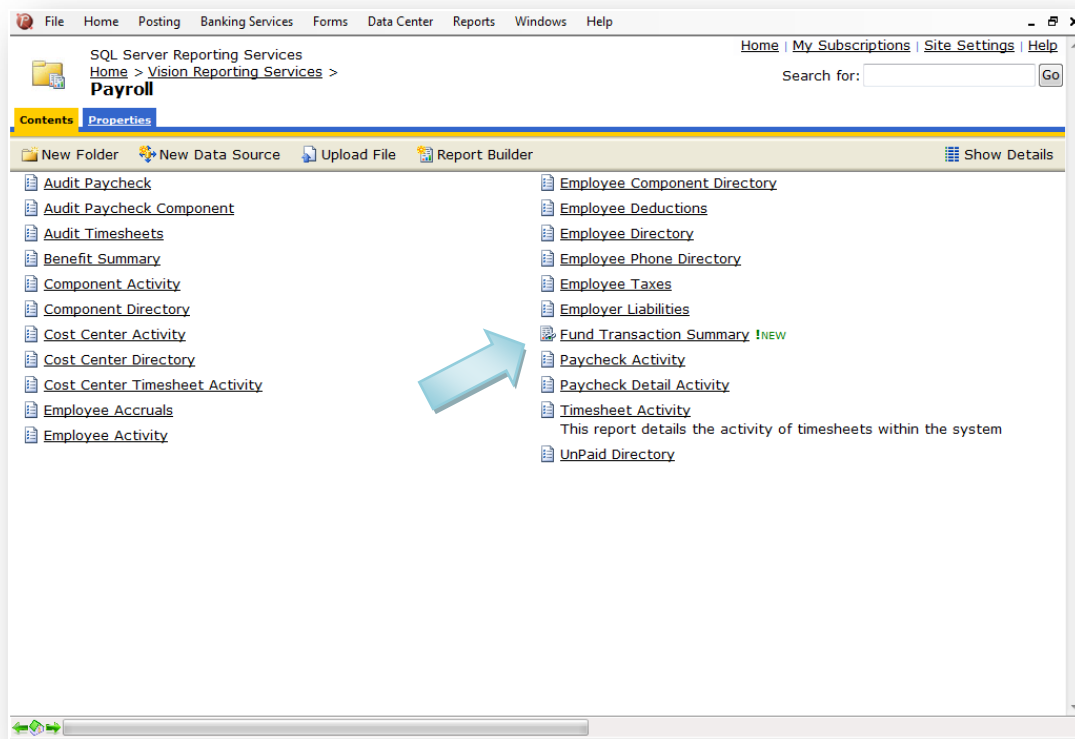 File Home Posting Banking Services Forms Data Center Reports Windows Help
Home | My Subscriptions | Site Settings | Help
SQL Server Reporting Services
Home > Vision Reporting Services >
Payroll
Search for: Go
Contents Properties
New Folder New Data Source Upload File Report Builder Show Details
Audit Paycheck
Audit Paycheck Component
Audit Timesheets
Benefit Summary
Component Activity
Component Directory
Cost Center Activity
Cost Center Directory
Cost Center Timesheet Activity
Employee Accruals
Employee Activity
Employee Component Directory
Employee Deductions
Employee Directory
Employee Phone Directory
Employee Taxes
Employer Liabilities
Fund Transaction Summary !NEW
Paycheck Activity
Paycheck Detail Activity
Timesheet Activity
This report details the activity of timesheets within the system
UnPaid Directory